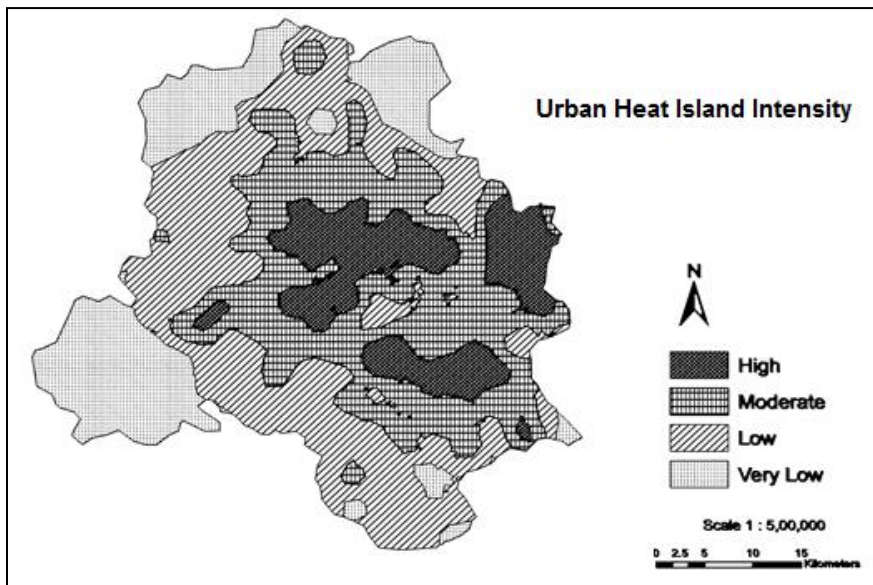 Urban Heat Island Intensity
N
High
Moderate
Low
Very Low
Scale 1 : 5,00,000
0 2.5 5 10 15
Kilometers